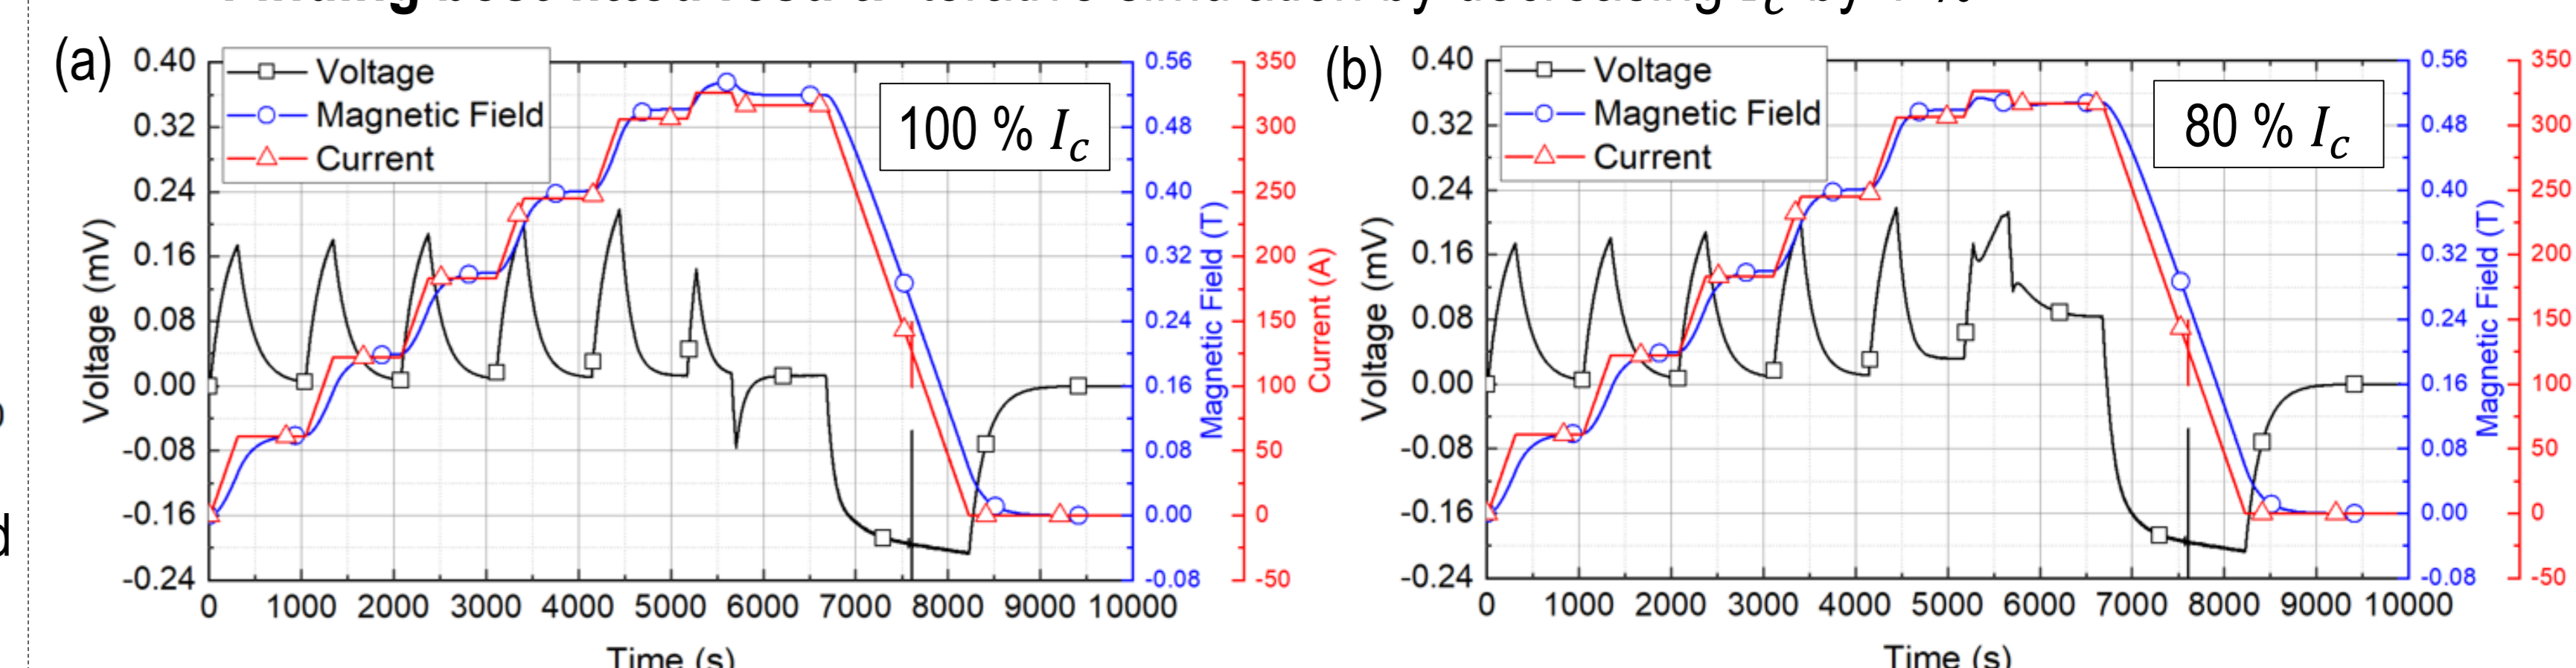 (a)
100 % I_c
Voltage
Magnetic Field
Current
0.40
0.32
0.24
0.16
0.08
0.00
-0.08
-0.16
-0.24
Voltage (mV)
0 1000 2000 3000 4000 5000 6000 7000 8000 9000 10000
Time (s)
0.56
0.48
0.40
0.32
0.24
0.16
0.08
0.00
-0.08
Magnetic Field (T)
350
300
250
200
150
100
50
0
-50
Current (A)
(b)
80 % I_c
Voltage
Magnetic Field
Current
0.40
0.32
0.24
0.16
0.08
0.00
-0.08
-0.16
-0.24
Voltage (mV)
0 1000 2000 3000 4000 5000 6000 7000 8000 9000 10000
Time (s)
0.56
0.48
0.40
0.32
0.24
0.16
0.08
0.00
-0.08
Magnetic Field (T)
350
300
250
200
150
100
50
0
-50